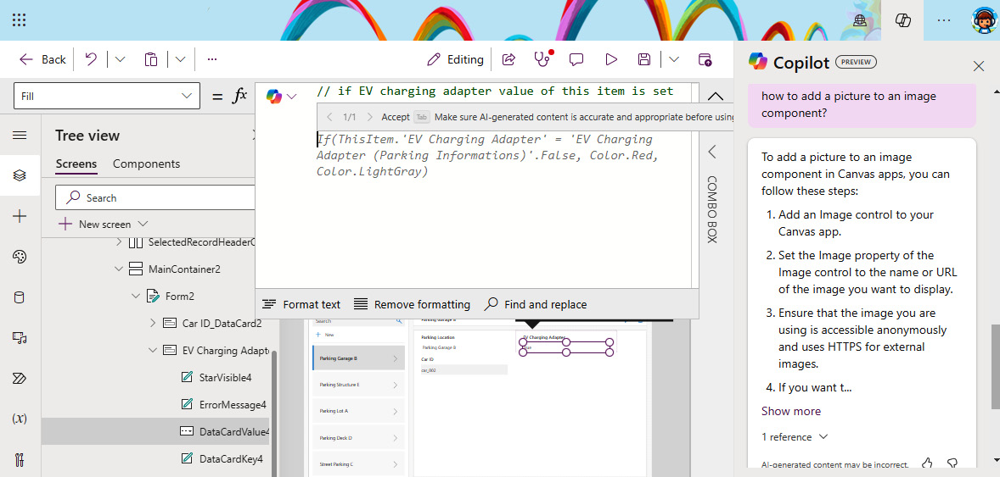 Back
Editing
Copilot
PREVIEW
Fill
=
fx
// if EV charging adapter value of this item is set
1/1
Accept
Tab
Make sure AI-generated content is accurate and appropriate before using
If(ThisItem.'EV Charging Adapter' = 'EV Charging
Adapter (Parking Informations)'.False, Color.Red,
Color.LightGray)
COMBO BOX
Format text
Remove formatting
Find and replace
Tree view
Screens
Components
Search
New screen
SelectedRecordHeaderC
MainContainer2
Form2
Car ID_DataCard2
EV Charging Adapt
StarVisible4
ErrorMessage4
DataCardValue4
DataCardKey4
(x)
Search
New
Parking Garage B
Parking Structure E
Parking Lot A
Parking Deck D
Street Parking C
Parking Garage B
Parking Location
Parking Garage B
Car ID
car_002
EV Charging Adapter
how to add a picture to an image
component?
To add a picture to an image
component in Canvas apps, you can
follow these steps:
1. Add an Image control to your
Canvas app.
2. Set the Image property of the
Image control to the name or URL
of the image you want to display.
3. Ensure that the image you are
using is accessible anonymously
and uses HTTPS for external
images.
4. If you want t...
Show more
1 reference
AI-generated content may be incorrect.